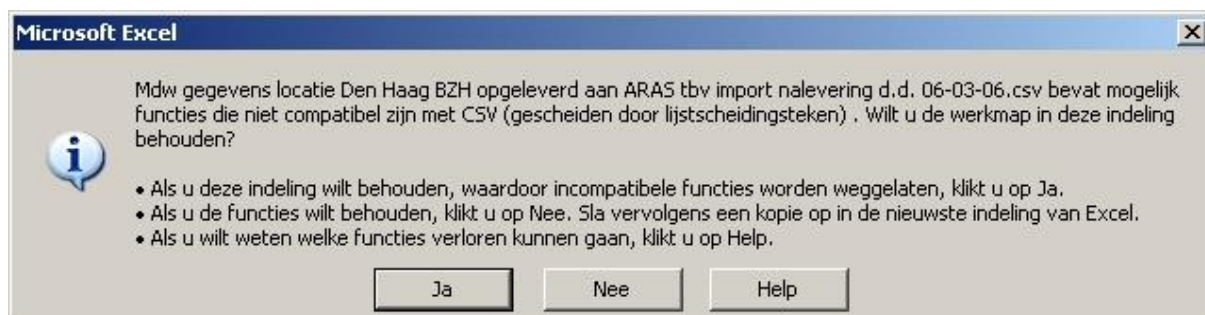 Microsoft Excel
Mdw gegevens locatie Den Haag BZH opgeleverd aan ARAS tbv import nalevering d.d. 06-03-06.csv bevat mogelijk
functies die niet compatibel zijn met CSV (gescheiden door lijstscheidingsteken) . Wilt u de werkmap in deze indeling
behouden?
• Als u deze indeling wilt behouden, waardoor incompatibele functies worden weggelaten, klikt u op Ja.
• Als u de functies wilt behouden, klikt u op Nee. Sla vervolgens een kopie op in de nieuwste indeling van Excel.
• Als u wilt weten welke functies verloren kunnen gaan, klikt u op Help.
Ja Nee Help